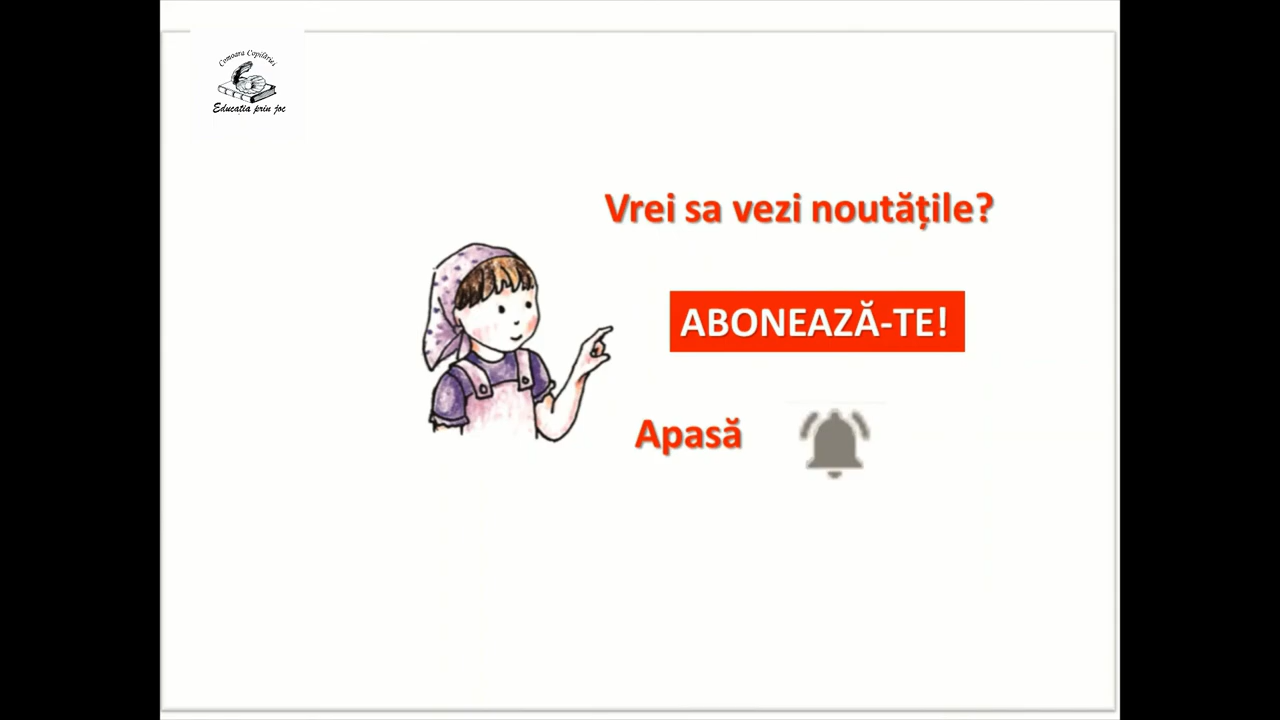 Comoara Copilăriei
Educația prin joc
Vrei sa vezi noutățile?
ABONEAZĂ-TE!
Apasă